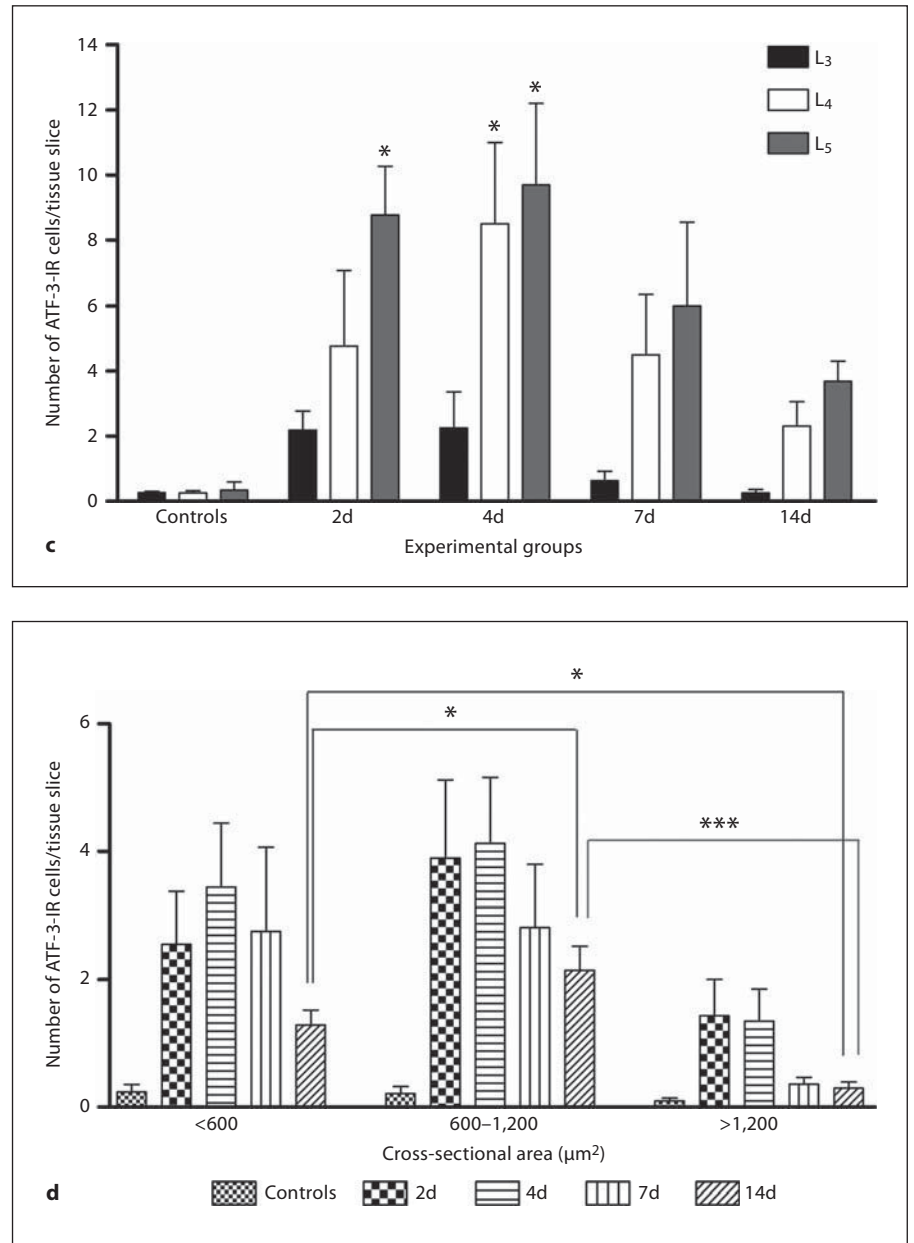 14
12
10
8
6
4
2
0
Number of ATF-3-IR cells/tissue slice
* * *
L₃
L₄
L₅
Controls 2d 4d 7d 14d
Experimental groups
c
6
4
2
0
Number of ATF-3-IR cells/tissue slice
*
*
***
<600 600–1,200 >1,200
Cross-sectional area (µm²)
d Controls 2d 4d 7d 14d